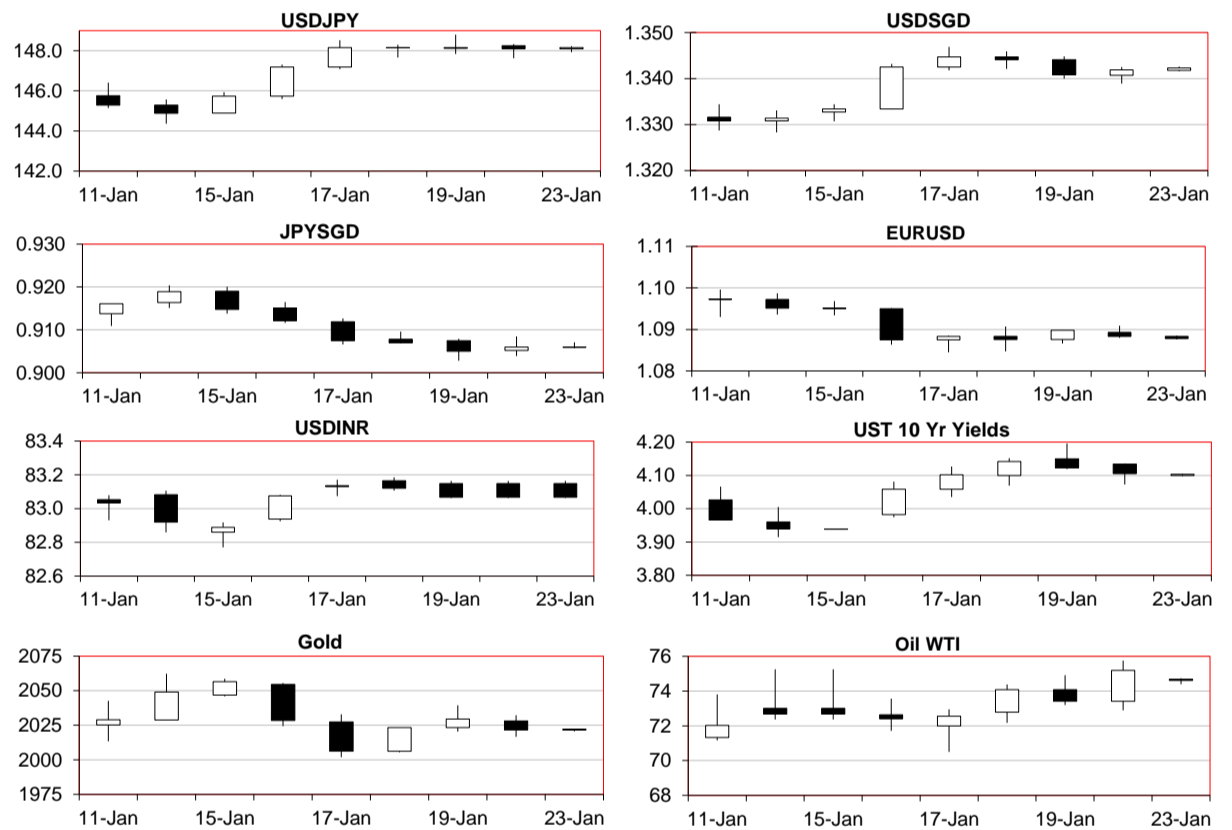 USDJPY
148.0
146.0
144.0
142.0
11-Jan 15-Jan 17-Jan 19-Jan 23-Jan
USDSGD
1.350
1.340
1.330
1.320
11-Jan 15-Jan 17-Jan 19-Jan 23-Jan
JPYSGD
0.930
0.920
0.910
0.900
11-Jan 15-Jan 17-Jan 19-Jan 23-Jan
EURUSD
1.11
1.10
1.09
1.08
11-Jan 15-Jan 17-Jan 19-Jan 23-Jan
USDINR
83.4
83.2
83.0
82.8
82.6
11-Jan 15-Jan 17-Jan 19-Jan 23-Jan
UST 10 Yr Yields
4.20
4.10
4.00
3.90
3.80
11-Jan 15-Jan 17-Jan 19-Jan 23-Jan
Gold
2075
2050
2025
2000
1975
11-Jan 15-Jan 17-Jan 19-Jan 23-Jan
Oil WTI
76
74
72
70
68
11-Jan 15-Jan 17-Jan 19-Jan 23-Jan